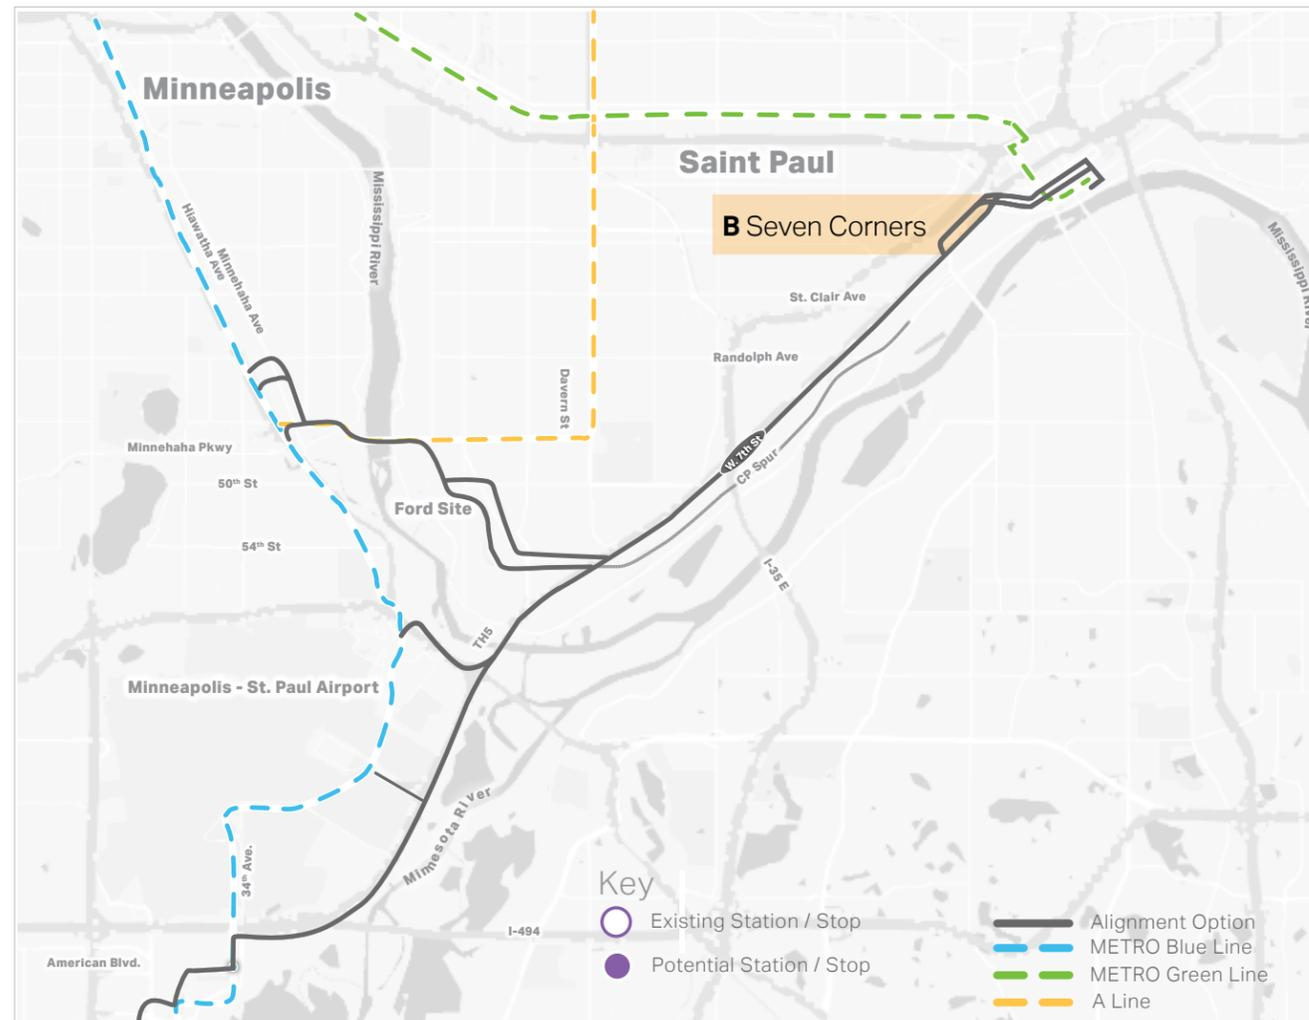 Minneapolis
Saint Paul
B Seven Corners
Mississippi River
Hiawatha Ave
Minnehaha Ave
Mississippi River
St. Clair Ave
Randolph Ave
Davern St
Minnehaha Pkwy
50th St
W. 7th St
CP Spur
Ford Site
54th St
I-35 E
TH5
Minneapolis - St. Paul Airport
Minnesota River
34th Ave.
Key
Existing Station / Stop
Potential Station / Stop
I-494
American Blvd.
Alignment Option
METRO Blue Line
METRO Green Line
A Line